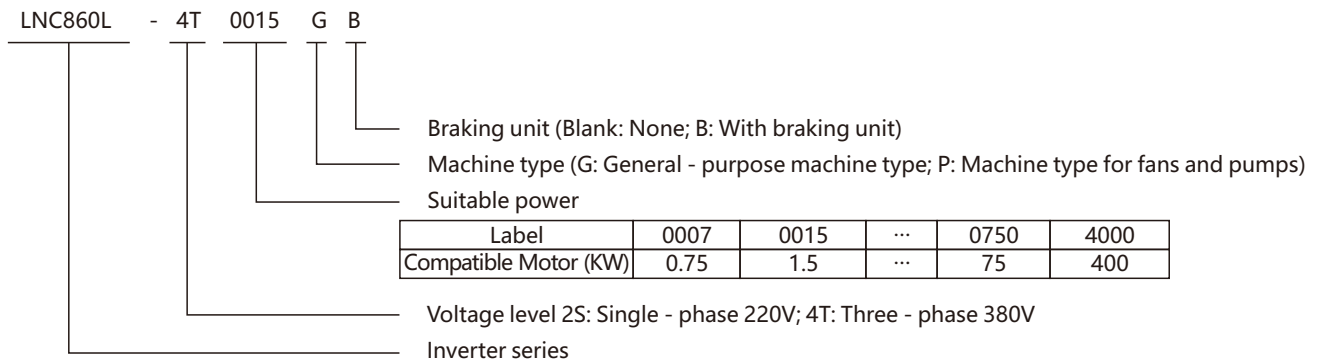 LNC860L - 4T 0015 G B
Braking unit (Blank: None; B: With braking unit)
Machine type (G: General - purpose machine type; P: Machine type for fans and pumps)
Suitable power
Label 0007 0015 ... 0750 4000
Compatible Motor (KW) 0.75 1.5 ... 75 400
Voltage level 2S: Single - phase 220V; 4T: Three - phase 380V
Inverter series